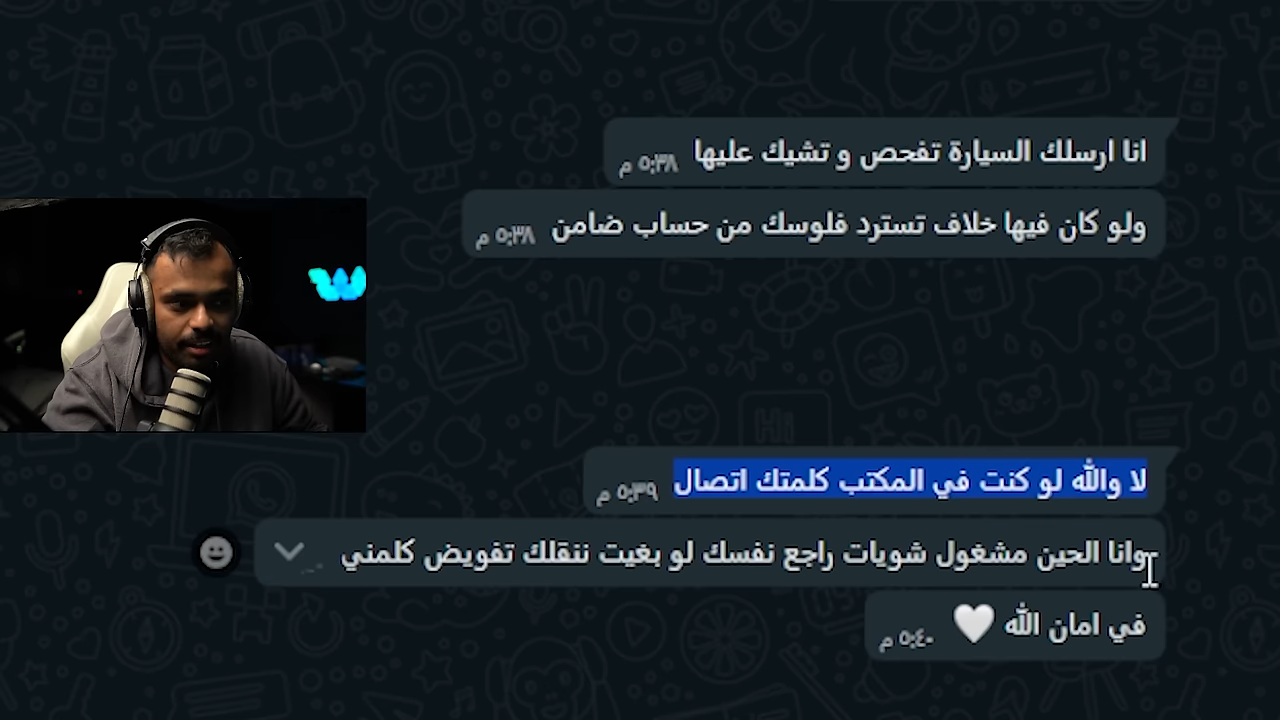 انا ارسلك السيارة تفحص و تشيك عليها ٥:٣٨ م
ولو كان فيها خلاف تسترد فلوسك من حساب ضامن ٥:٣٨ م
لا والله لو كنت في المكتب كلمتك اتصال ٥:٣٩ م
وانا الحين مشغول شويات راجع نفسك لو بغيت ننقلك تفويض كلمني
في امان الله 🤍 ٥:٤٠ م